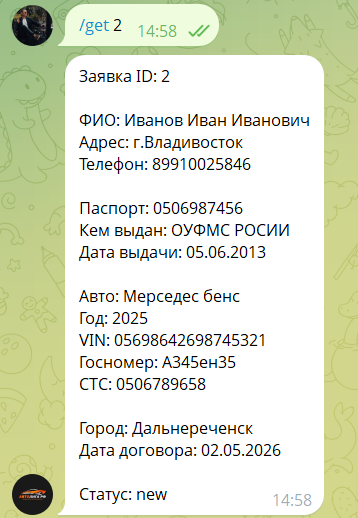 /get 2
14:58
Заявка ID: 2
ФИО: Иванов Иван Иванович
Адрес: г.Владивосток
Телефон: 89910025846
Паспорт: 0506987456
Кем выдан: ОУФМС РОСИИ
Дата выдачи: 05.06.2013
Авто: Мерседес бенс
Год: 2025
VIN: 05698642698745321
Госномер: А345ен35
СТС: 0506789658
Город: Дальнереченск
Дата договора: 02.05.2026
Статус: new
14:58